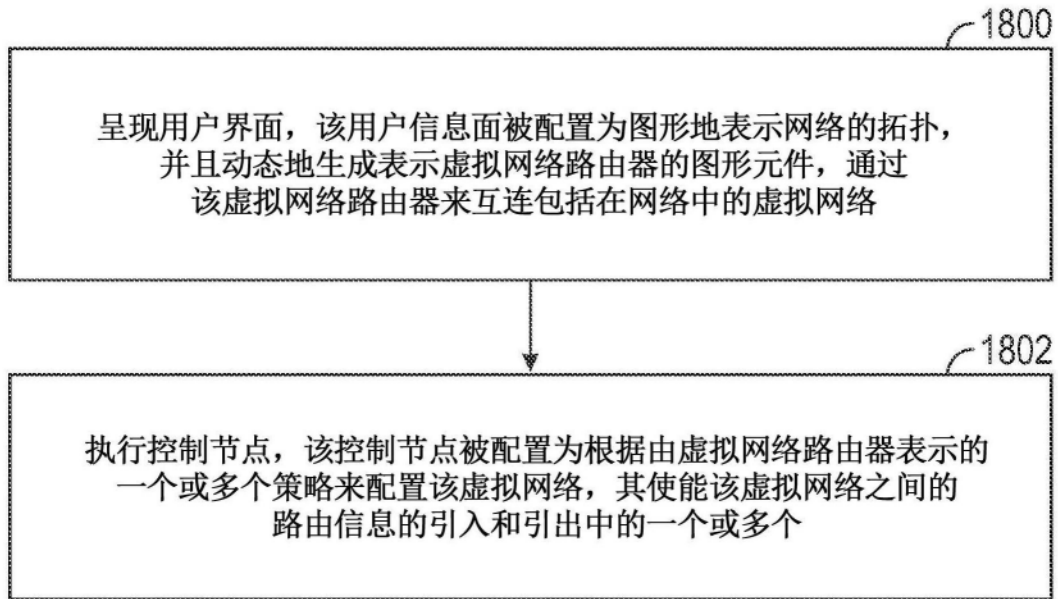 1800
呈现用户界面，该用户信息面被配置为图形地表示网络的拓扑，
并且动态地生成表示虚拟网络路由器的图形元件，通过
该虚拟网络路由器来互连包括在网络中的虚拟网络
1802
执行控制节点，该控制节点被配置为根据由虚拟网络路由器表示的
一个或多个策略来配置该虚拟网络，其使能该虚拟网络之间的
路由信息的引入和引出中的一个或多个